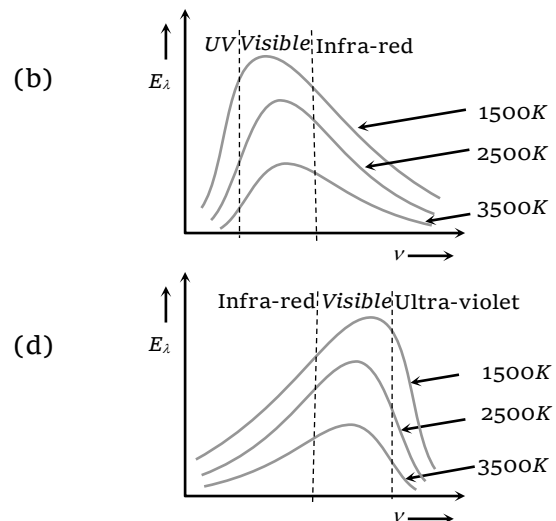 UV Visible Infra-red
(b)
Eλ
1500K
2500K
3500K
ν
Infra-red Visible Ultra-violet
(d)
Eλ
1500K
2500K
3500K
ν